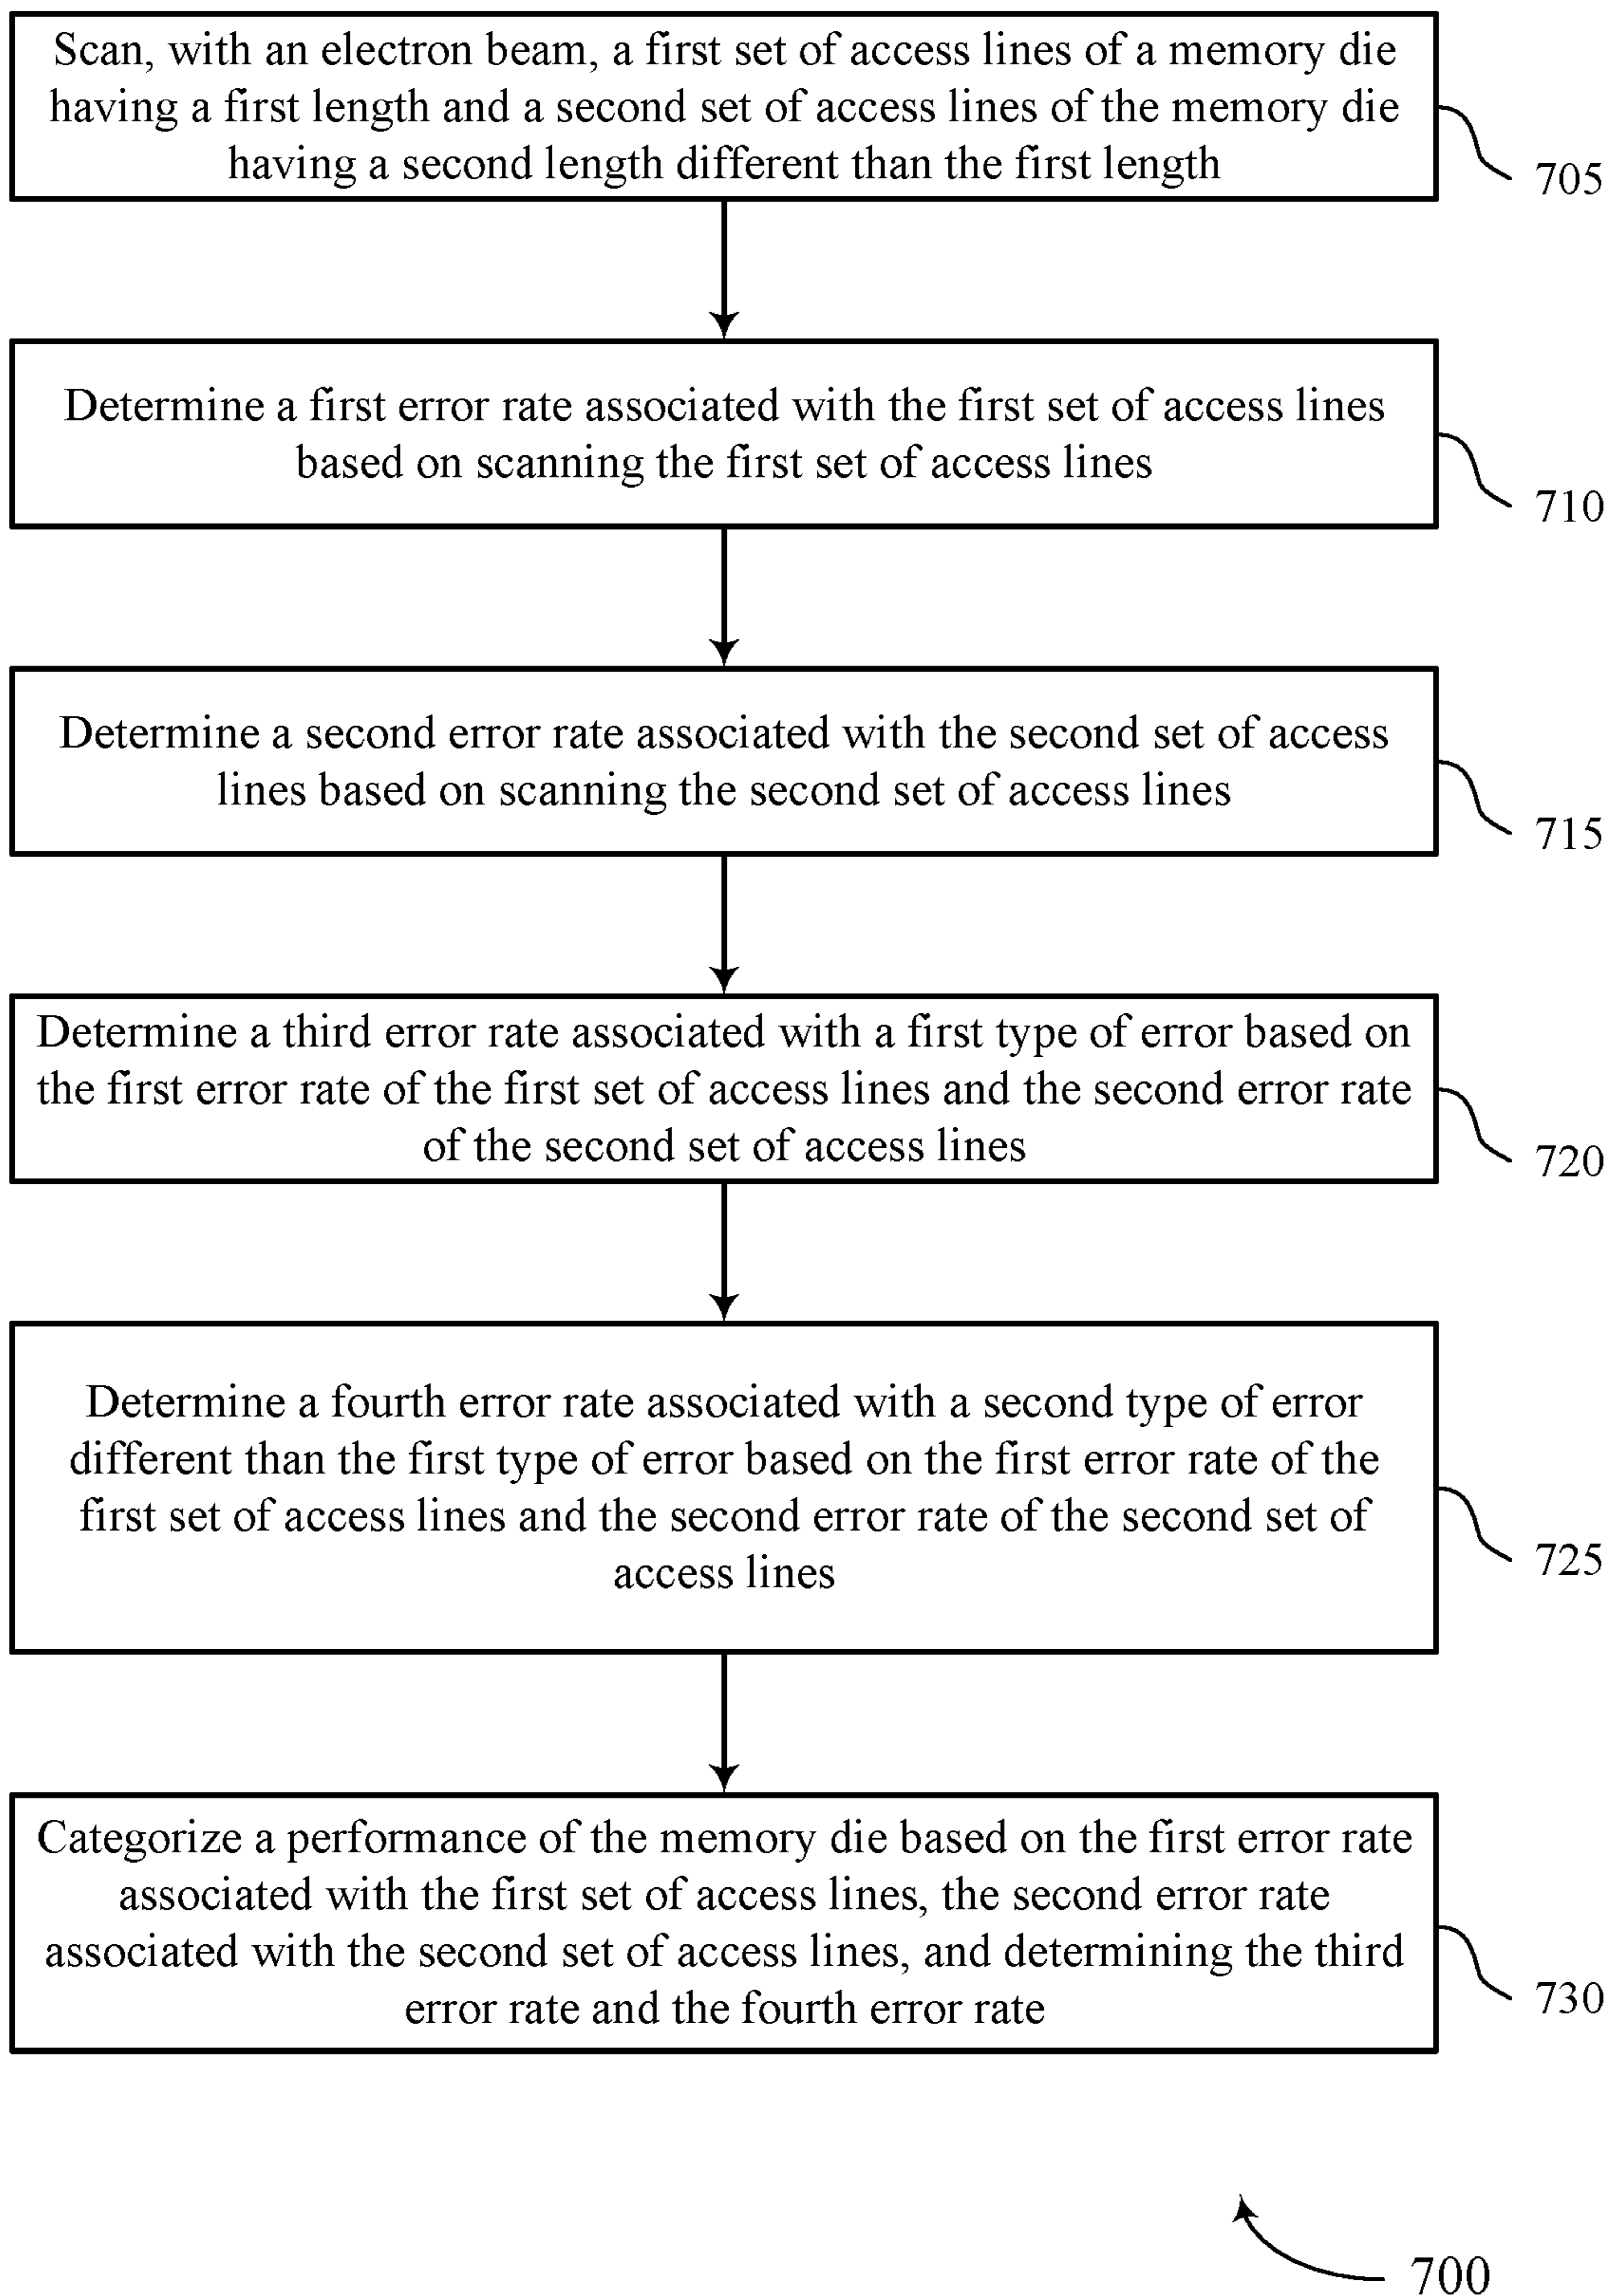 Scan, with an electron beam, a first set of access lines of a memory die
having a first length and a second set of access lines of the memory die
having a second length different than the first length
705
Determine a first error rate associated with the first set of access lines
based on scanning the first set of access lines
710
Determine a second error rate associated with the second set of access
lines based on scanning the second set of access lines
715
Determine a third error rate associated with a first type of error based on
the first error rate of the first set of access lines and the second error rate
of the second set of access lines
720
Determine a fourth error rate associated with a second type of error
different than the first type of error based on the first error rate of the
first set of access lines and the second error rate of the second set of
access lines
725
Categorize a performance of the memory die based on the first error rate
associated with the first set of access lines, the second error rate
associated with the second set of access lines, and determining the third
error rate and the fourth error rate
730
700